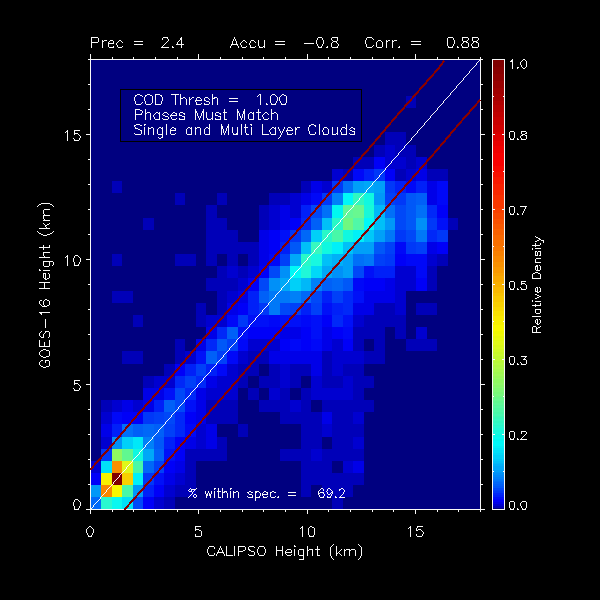 Prec = 2.4 Accu = -0.8 Corr. = 0.88
COD Thresh = 1.00
Phases Must Match
Single and Multi Layer Clouds
% within spec. = 69.2
GOES-16 Height (km)
15
10
5
0
0 5 10 15
CALIPSO Height (km)
1.0
0.8
0.7
0.5
0.3
0.2
0.0
Relative Density